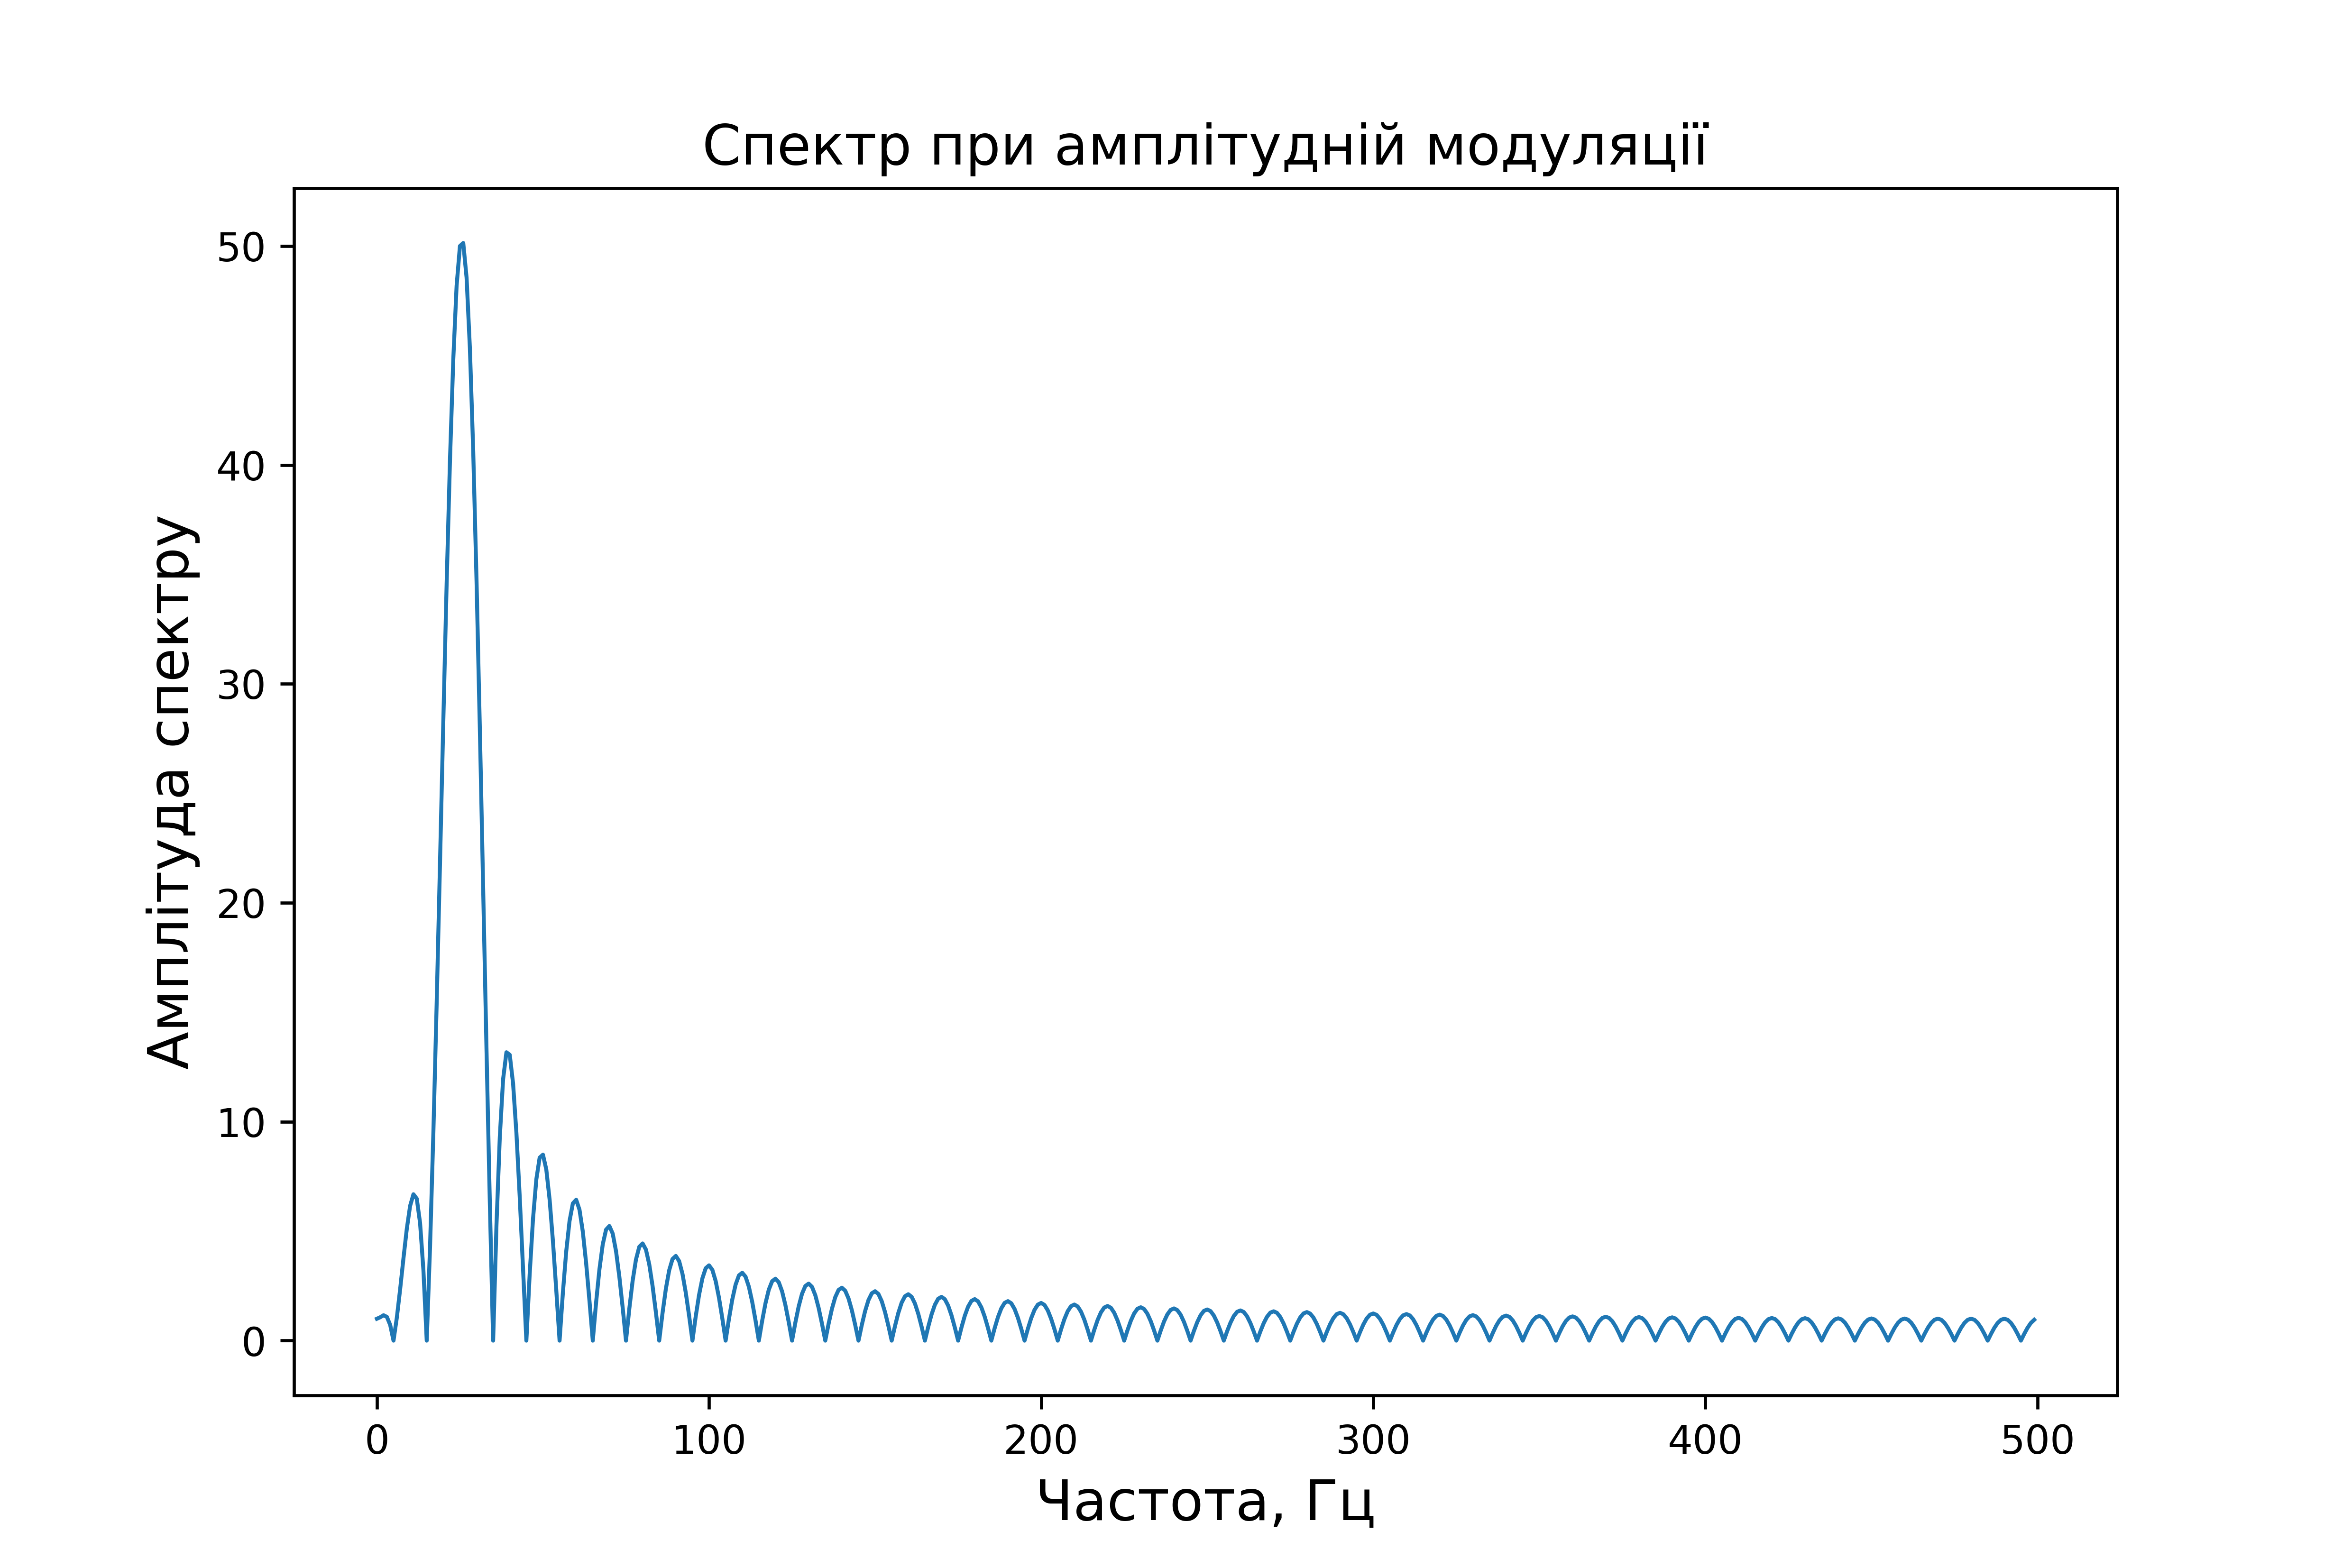 Спектр при амплітудній модуляції
Амплітуда спектру
50
40
30
20
10
0
0 100 200 300 400 500
Частота, Гц